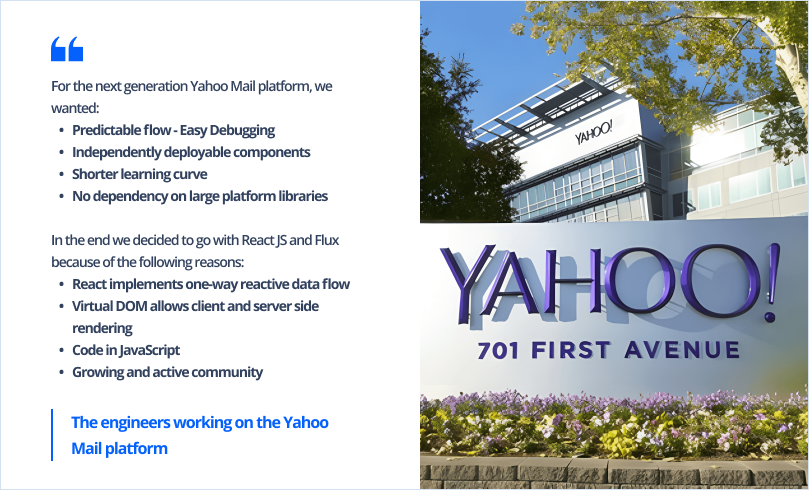 For the next generation Yahoo Mail platform, we
wanted:
• Predictable flow - Easy Debugging
• Independently deployable components
• Shorter learning curve
• No dependency on large platform libraries
In the end we decided to go with React JS and Flux
because of the following reasons:
• React implements one-way reactive data flow
• Virtual DOM allows client and server side
rendering
• Code in JavaScript
• Growing and active community
The engineers working on the Yahoo
Mail platform
YAHOO!
YAHOO!
701 FIRST AVENUE